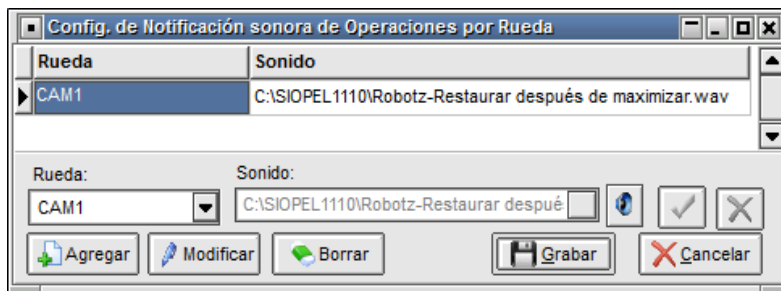 Config. de Notificación sonora de Operaciones por Rueda
Rueda Sonido
CAM1 C:\SIOPEL1110\Robotz-Restaurar después de maximizar.wav
Rueda: Sonido:
CAM1 C:\SIOPEL1110\Robotz-Restaurar despué
Agregar Modificar Borrar Grabar Cancelar